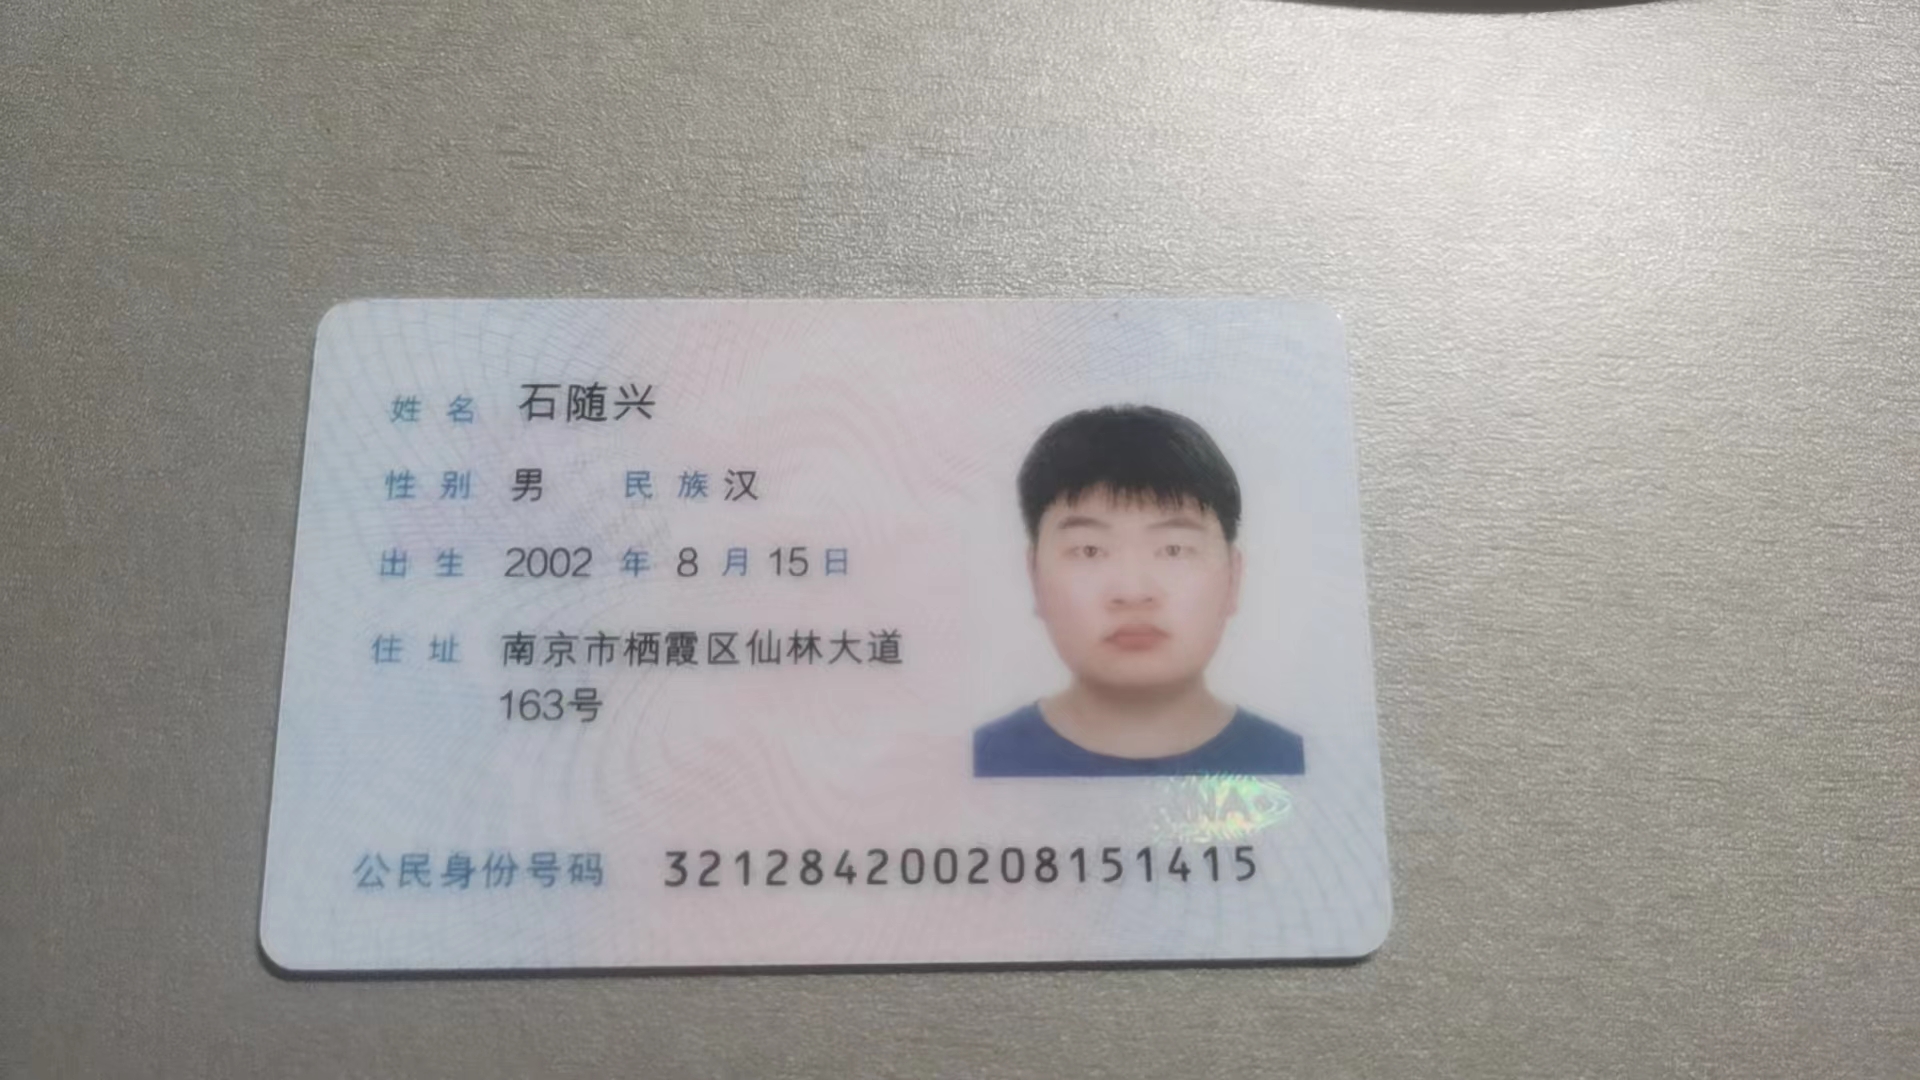 姓名 石随兴
性别 男 民族 汉
出生 2002 年 8 月 15 日
住址 南京市栖霞区仙林大道
163号
公民身份号码 321284200208151415